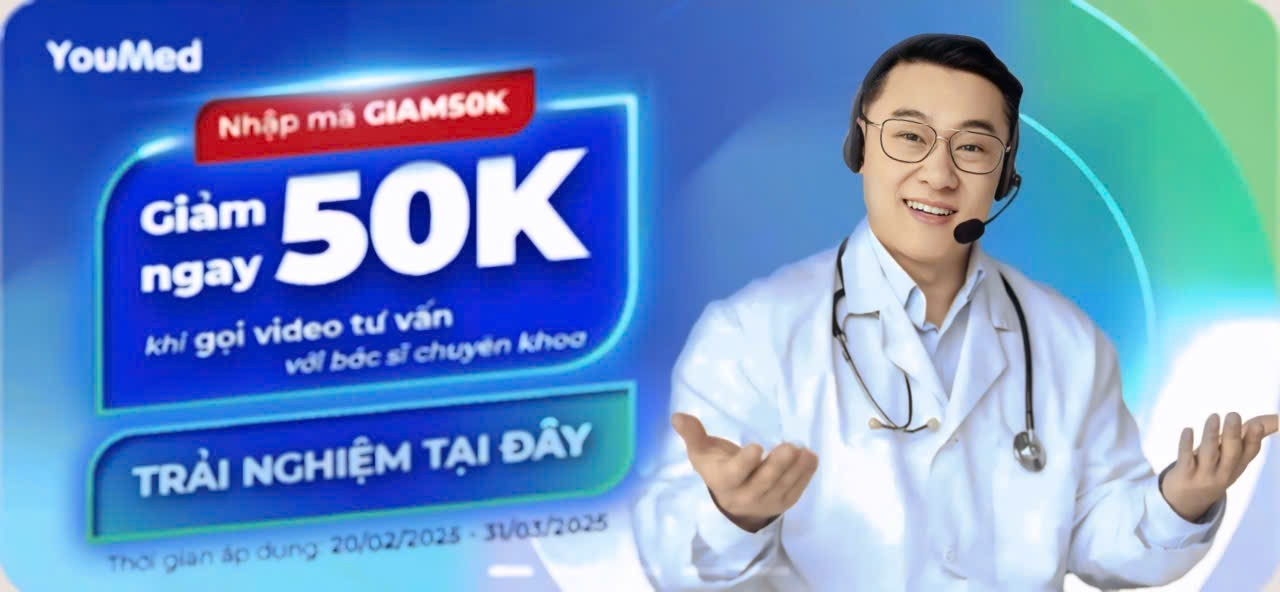 YouMed
Nhập mã GIAM50K
Giảm
ngay
50K
khi gọi video tư vấn
với bác sĩ chuyên khoa
TRẢI NGHIỆM TẠI ĐÂY
Thời gian áp dụng: 20/02/2025 - 31/03/2025